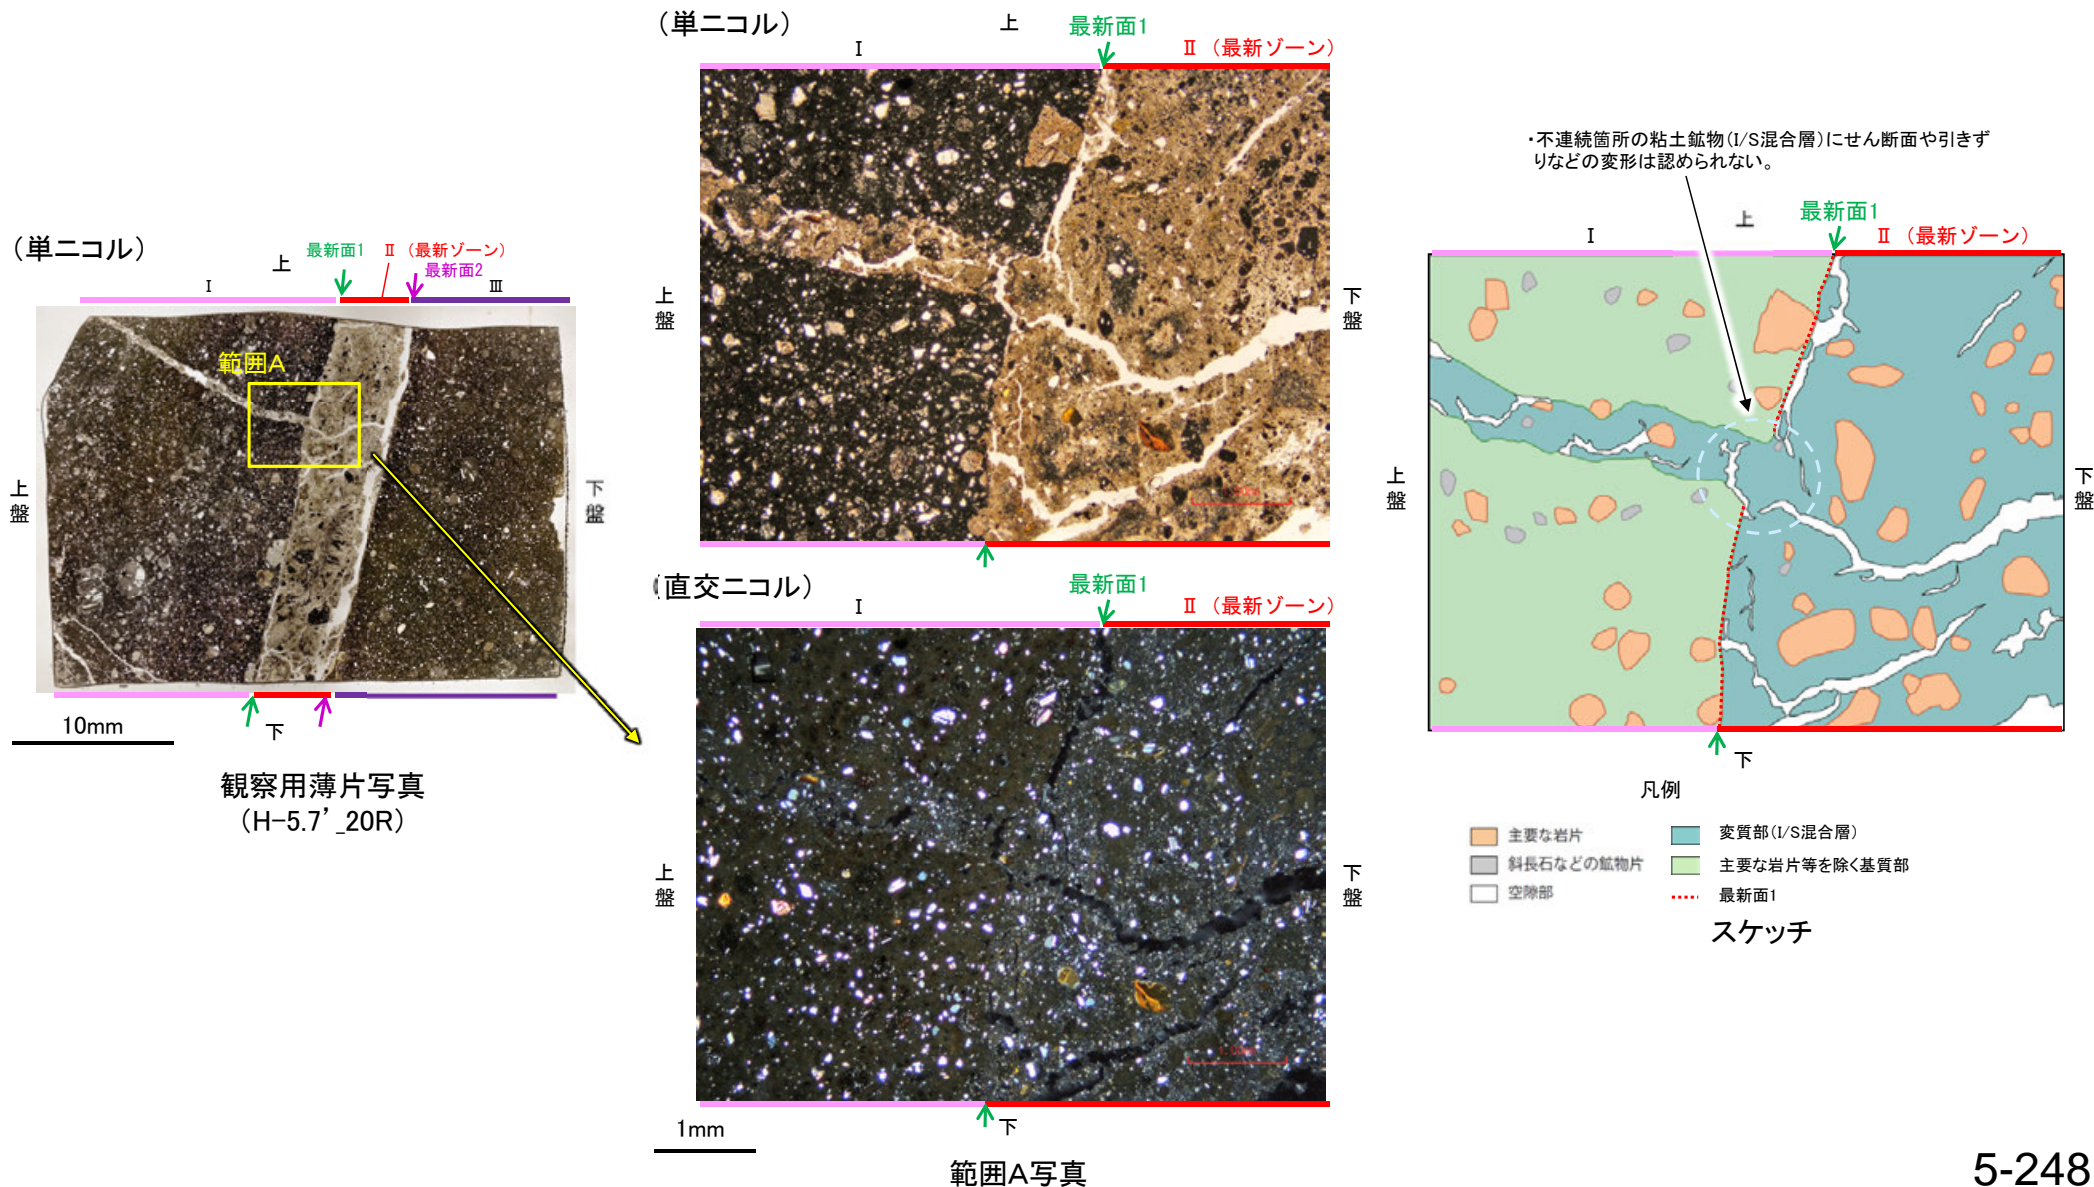 (単ニコル)
上
最新面1
Ⅱ (最新ゾーン)
最新面2
Ⅰ
Ⅲ
範囲A
上盤
下盤
下
10mm
観察用薄片写真
(H-5.7’_20R)
(単ニコル)
上
最新面1
Ⅰ
Ⅱ (最新ゾーン)
上盤
下盤
(直交ニコル)
最新面1
Ⅰ
Ⅱ (最新ゾーン)
上盤
下盤
1.00mm
下
1mm
範囲A写真
・不連続箇所の粘土鉱物(I/S混合層)にせん断面や引きず
りなどの変形は認められない。
上
最新面1
Ⅰ
Ⅱ (最新ゾーン)
上盤
下盤
下
凡例
主要な岩片
斜長石などの鉱物片
空隙部
変質部(I/S混合層)
主要な岩片等を除く基質部
最新面1
スケッチ
5-248